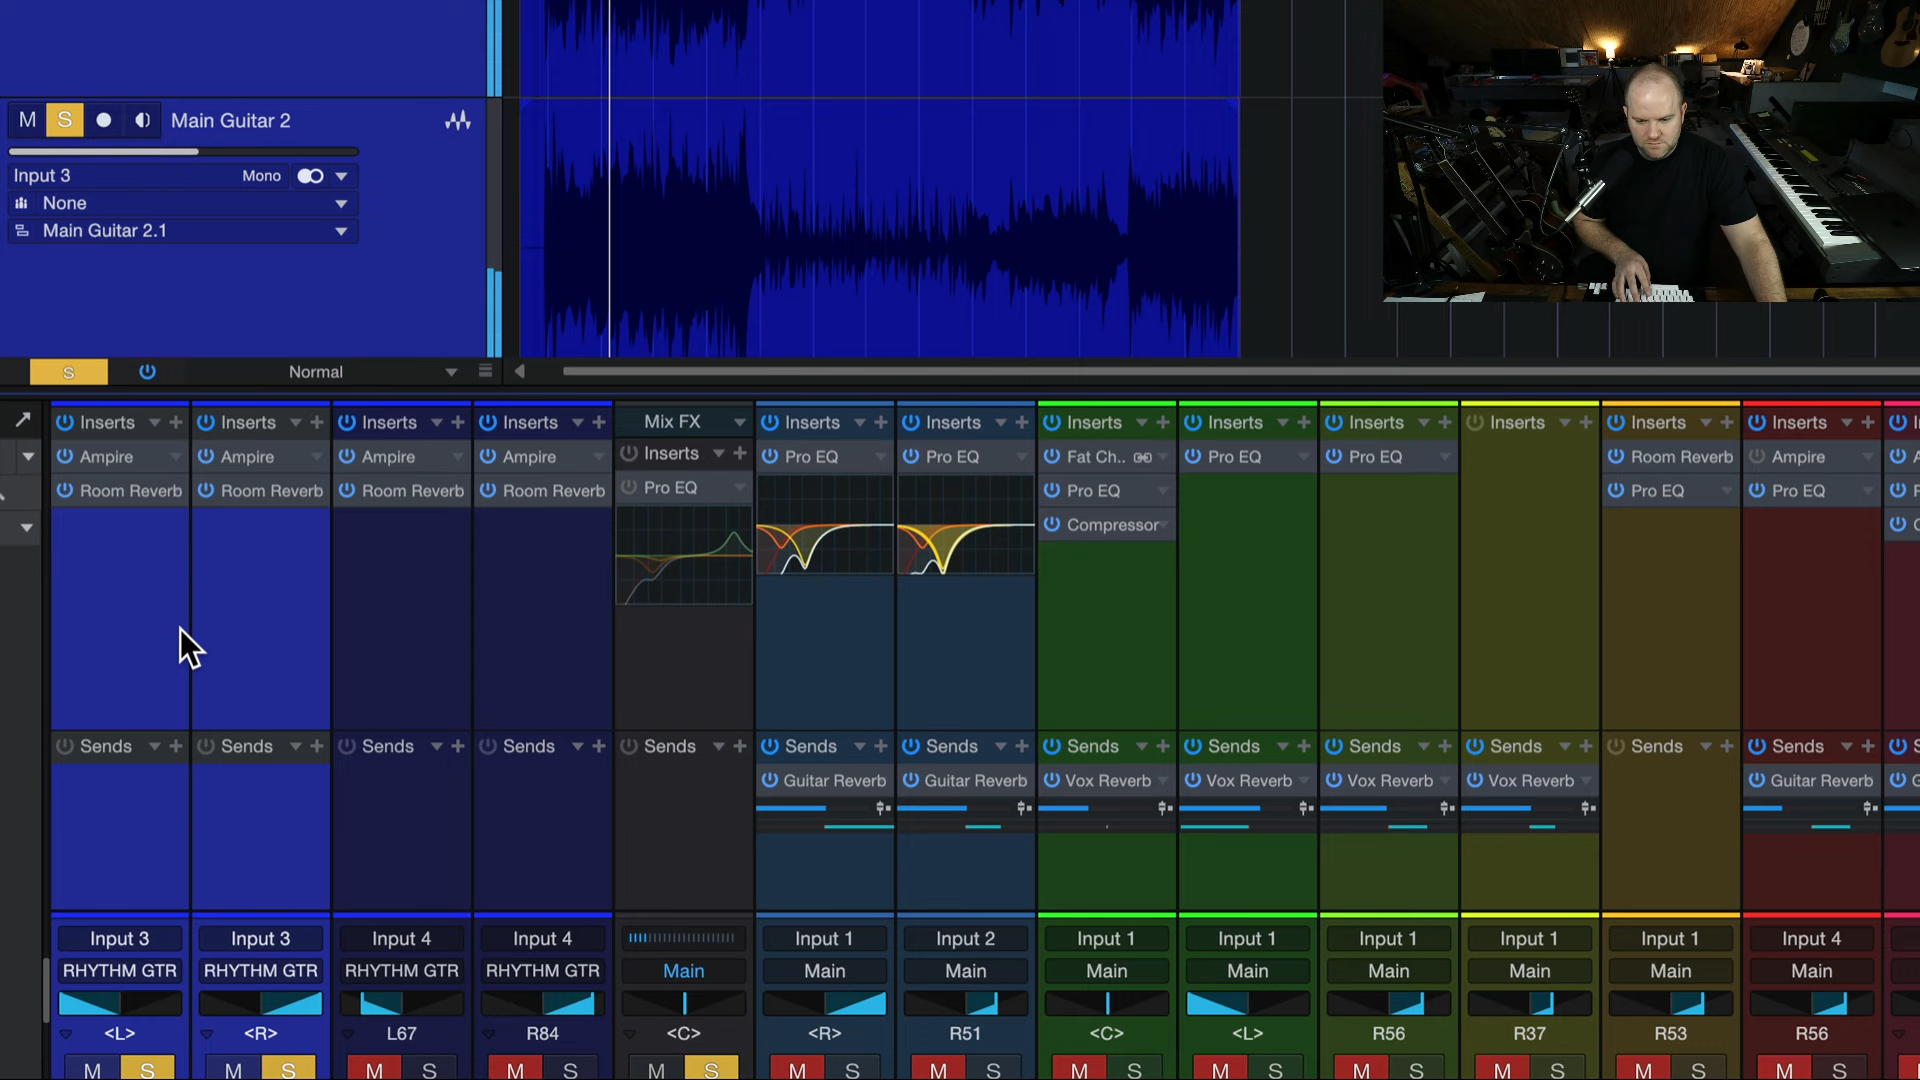 M S Main Guitar 2
Input 3 Mono
None
Main Guitar 2.1
S Normal
Inserts Inserts Inserts Inserts Mix FX Inserts Inserts Inserts Inserts Inserts Inserts Inserts Inserts
Inserts
Ampire Ampire Ampire Ampire Pro EQ Pro EQ Fat Ch.. Pro EQ Pro EQ Room Reverb Ampire
Room Reverb Room Reverb Room Reverb Room Reverb Pro EQ Pro EQ Pro EQ Pro EQ
Compressor
Sends Sends Sends Sends Sends Sends Sends Sends Sends Sends Sends Sends Sends
Guitar Reverb Guitar Reverb Vox Reverb Vox Reverb Vox Reverb Vox Reverb Guitar Reverb
Input 3 Input 3 Input 4 Input 4 Input 1 Input 2 Input 1 Input 1 Input 1 Input 1 Input 1 Input 4
RHYTHM GTR RHYTHM GTR RHYTHM GTR RHYTHM GTR Main Main Main Main Main Main Main Main Main
<L> <R> L67 R84 <C> <R> R51 <C> <L> R56 R37 R53 R56
M S M S M S M S M S M S M S M S M S M S M S M S M S